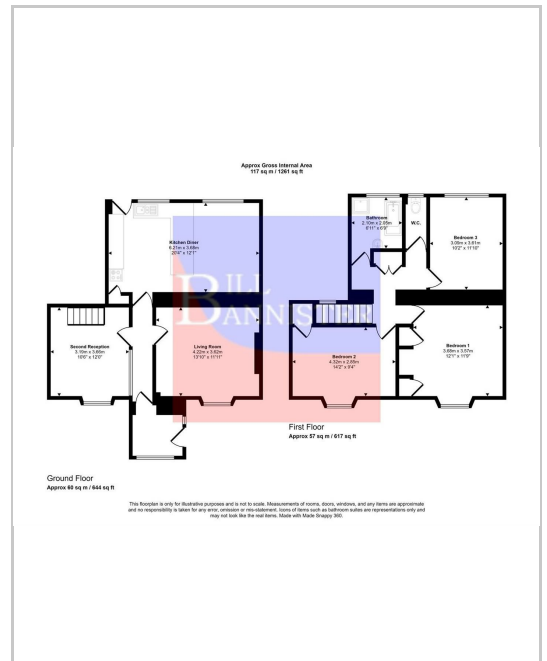 Approx Gross Internal Area
117 sq m / 1261 sq ft
Kitchen Diner
6.21m x 3.68m
20'4" x 12'1"
Bathroom
2.10m x 2.05m
6'11" x 6'9"
W.C.
Bedroom 3
3.09m x 3.61m
10'2" x 11'10"
BILL
BANNISTER
Second Reception
3.19m x 3.66m
10'6" x 12'0"
Living Room
4.22m x 3.62m
13'10" x 11'11"
Bedroom 2
4.32m x 2.85m
14'2" x 9'4"
Bedroom 1
3.68m x 3.57m
12'1" x 11'9"
First Floor
Approx 57 sq m / 617 sq ft
Ground Floor
Approx 60 sq m / 644 sq ft
This floorplan is only for illustrative purposes and is not to scale. Measurements of rooms, doors, windows, and any items are approximate
and no responsibility is taken for any error, omission or mis-statement. Icons of items such as bathroom suites are representations only and
may not look like the real items. Made with Made Snappy 360.